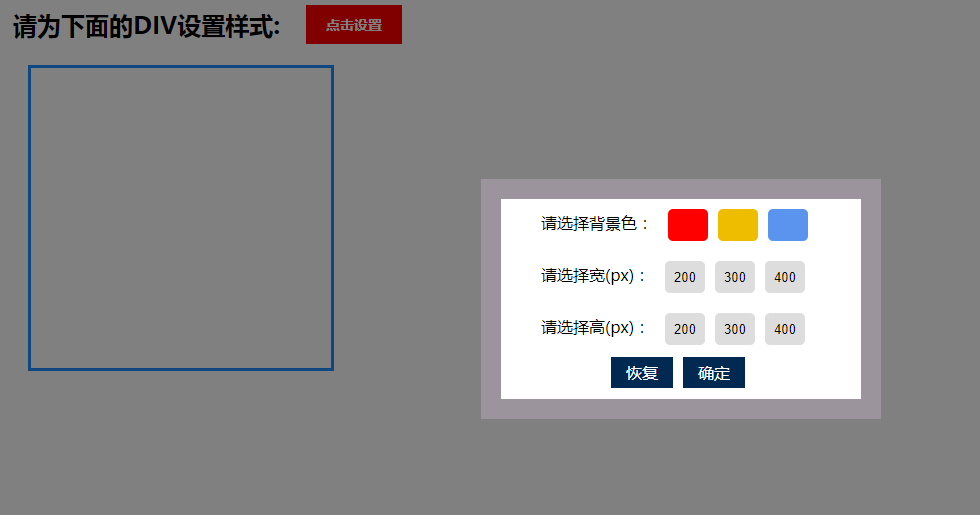 请为下面的DIV设置样式: 点击设置
请选择背景色：
请选择宽(px)： 200 300 400
请选择高(px)： 200 300 400
恢复 确定